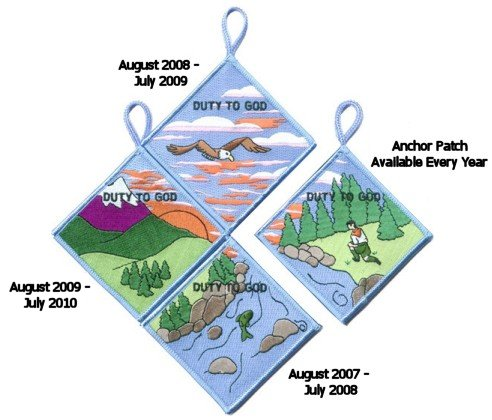 August 2008 –
July 2009
DUTY TO GOD
Anchor Patch
Available Every Year
DUTY TO GOD
DUTY TO GOD
August 2009 –
July 2010
DUTY TO GOD
August 2007 –
July 2008